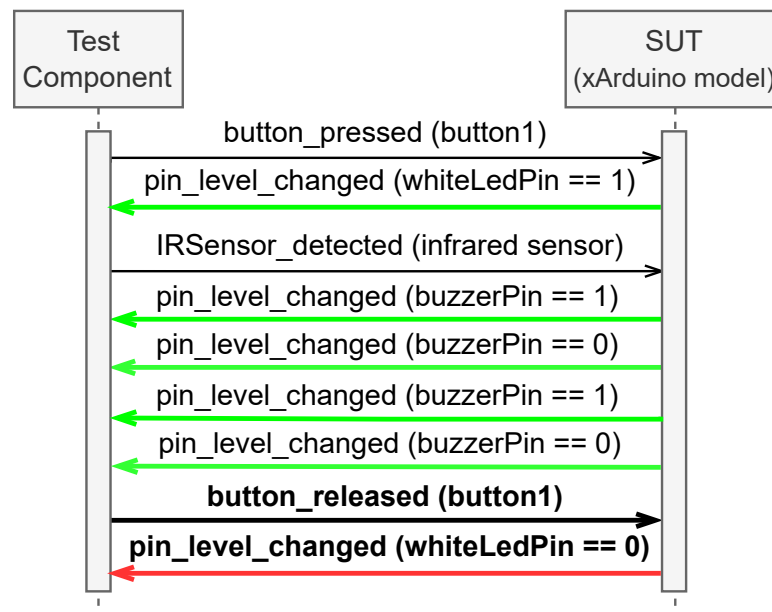 Test
Component
SUT
(xArduino model)
button_pressed (button1)
pin_level_changed (whiteLedPin == 1)
IRSensor_detected (infrared sensor)
pin_level_changed (buzzerPin == 1)
pin_level_changed (buzzerPin == 0)
pin_level_changed (buzzerPin == 1)
pin_level_changed (buzzerPin == 0)
button_released (button1)
pin_level_changed (whiteLedPin == 0)